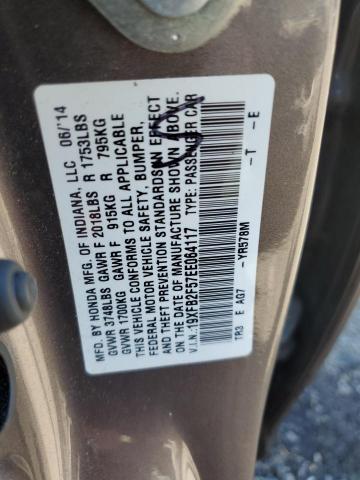 MFD. BY HONDA MFG. OF INDIANA, LLC 06/'14
GVWR 3748LBS GAWR F 2018LBS R 1753LBS
GVWR 1700KG GAWR F 915KG R 795KG
THIS VEHICLE CONFORMS TO ALL APPLICABLE
FEDERAL MOTOR VEHICLE SAFETY, BUMPER,
AND THEFT PREVENTION STANDARDS IN EFFECT
ON THE DATE OF MANUFACTURE SHOWN ABOVE.
V.I.N.: 19XFB2F57EE064117 TYPE: PASSENGER CAR
YR578M
TR3 E AG7 - T - E